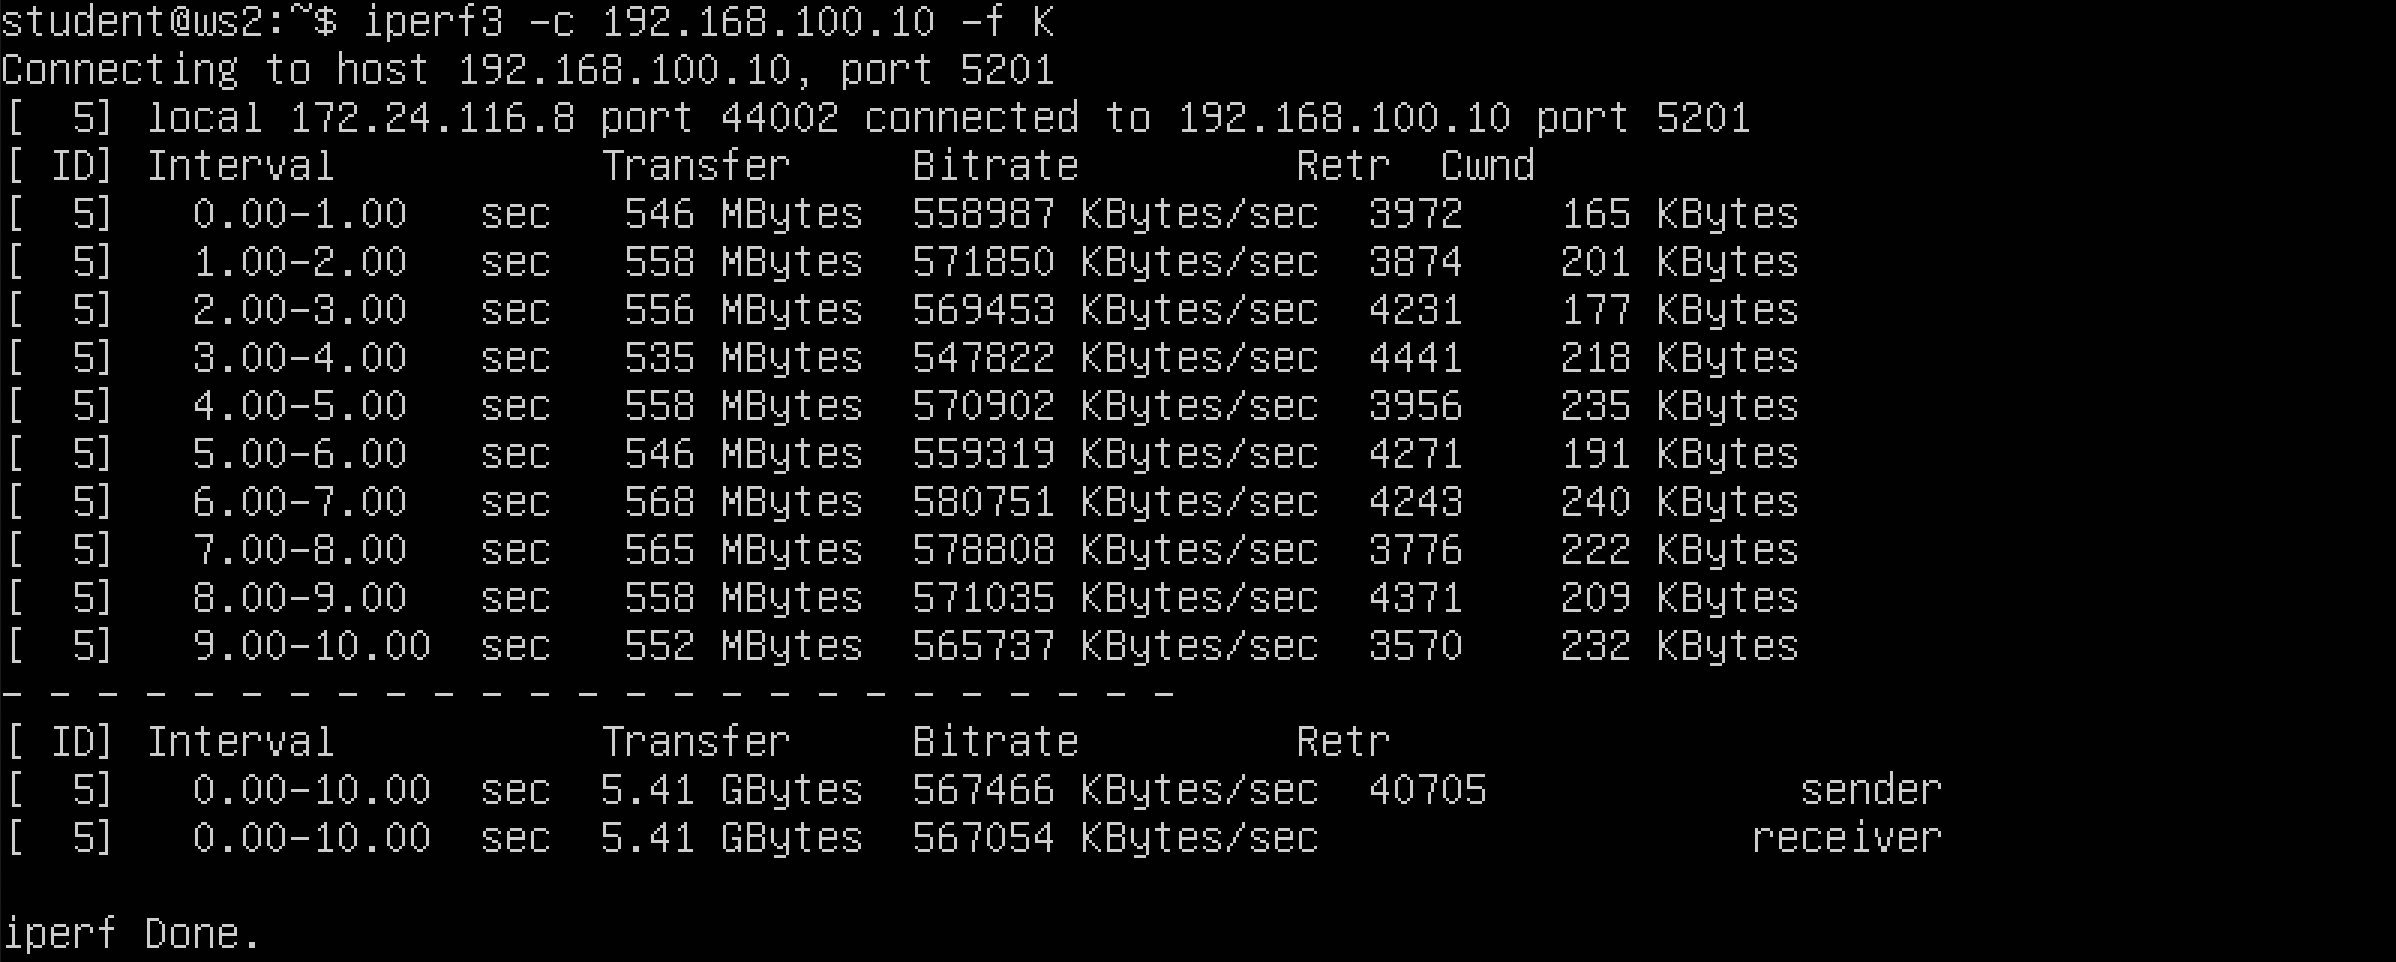 student@ws2:~$ iperf3 -c 192.168.100.10 -f K
Connecting to host 192.168.100.10, port 5201
[  5] local 172.24.116.8 port 44002 connected to 192.168.100.10 port 5201
[ ID] Interval           Transfer     Bitrate         Retr  Cwnd
[  5]   0.00-1.00   sec   546 MBytes  558987 KBytes/sec  3972    165 KBytes
[  5]   1.00-2.00   sec   558 MBytes  571850 KBytes/sec  3874    201 KBytes
[  5]   2.00-3.00   sec   556 MBytes  569453 KBytes/sec  4231    177 KBytes
[  5]   3.00-4.00   sec   535 MBytes  547822 KBytes/sec  4441    218 KBytes
[  5]   4.00-5.00   sec   558 MBytes  570902 KBytes/sec  3956    235 KBytes
[  5]   5.00-6.00   sec   546 MBytes  559319 KBytes/sec  4271    191 KBytes
[  5]   6.00-7.00   sec   568 MBytes  580751 KBytes/sec  4243    240 KBytes
[  5]   7.00-8.00   sec   565 MBytes  578808 KBytes/sec  3776    222 KBytes
[  5]   8.00-9.00   sec   558 MBytes  571035 KBytes/sec  4371    209 KBytes
[  5]   9.00-10.00  sec   552 MBytes  565737 KBytes/sec  3570    232 KBytes
- - - - - - - - - - - - - - - - - - - - - - - - -
[ ID] Interval           Transfer     Bitrate         Retr
[  5]   0.00-10.00  sec  5.41 GBytes  567466 KBytes/sec  40705             sender
[  5]   0.00-10.00  sec  5.41 GBytes  567054 KBytes/sec                  receiver
iperf Done.